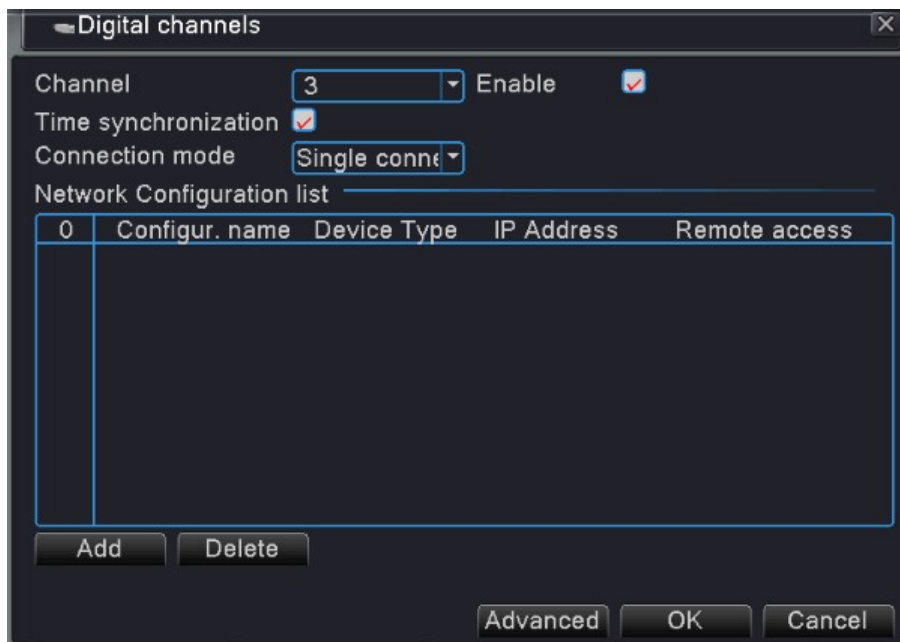 Digital channels
Channel 3 Enable
Time synchronization
Connection mode Single conne
Network Configuration list
0 Configur. name Device Type IP Address Remote access
Add Delete
Advanced OK Cancel